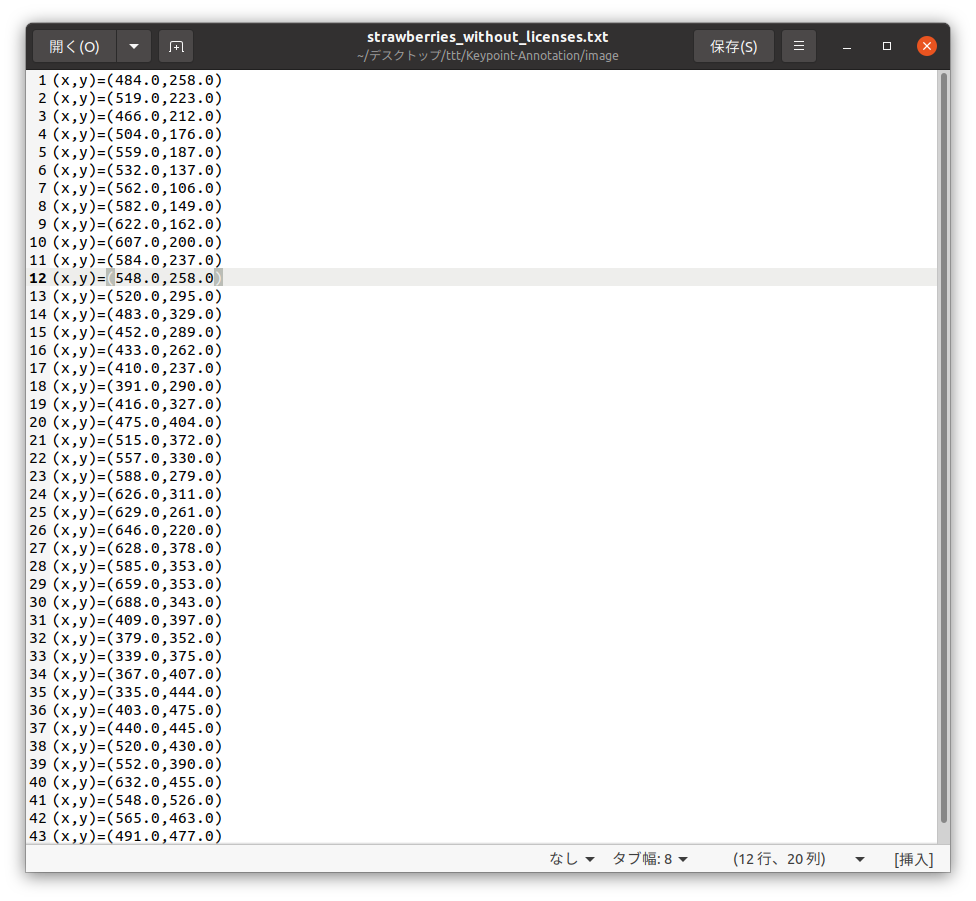 開く(O)
strawberries_without_licenses.txt
~/デスクトップ/ttt/Keypoint-Annotation/image
保存(S)
1 (x,y)=(484.0,258.0)
2 (x,y)=(519.0,223.0)
3 (x,y)=(466.0,212.0)
4 (x,y)=(504.0,176.0)
5 (x,y)=(559.0,187.0)
6 (x,y)=(532.0,137.0)
7 (x,y)=(562.0,106.0)
8 (x,y)=(582.0,149.0)
9 (x,y)=(622.0,162.0)
10 (x,y)=(607.0,200.0)
11 (x,y)=(584.0,237.0)
12 (x,y)=(548.0,258.0)
13 (x,y)=(520.0,295.0)
14 (x,y)=(483.0,329.0)
15 (x,y)=(452.0,289.0)
16 (x,y)=(433.0,262.0)
17 (x,y)=(410.0,237.0)
18 (x,y)=(391.0,290.0)
19 (x,y)=(416.0,327.0)
20 (x,y)=(475.0,404.0)
21 (x,y)=(515.0,372.0)
22 (x,y)=(557.0,330.0)
23 (x,y)=(588.0,279.0)
24 (x,y)=(626.0,311.0)
25 (x,y)=(629.0,261.0)
26 (x,y)=(646.0,220.0)
27 (x,y)=(628.0,378.0)
28 (x,y)=(585.0,353.0)
29 (x,y)=(659.0,353.0)
30 (x,y)=(688.0,343.0)
31 (x,y)=(409.0,397.0)
32 (x,y)=(379.0,352.0)
33 (x,y)=(339.0,375.0)
34 (x,y)=(367.0,407.0)
35 (x,y)=(335.0,444.0)
36 (x,y)=(403.0,475.0)
37 (x,y)=(440.0,445.0)
38 (x,y)=(520.0,430.0)
39 (x,y)=(552.0,390.0)
40 (x,y)=(632.0,455.0)
41 (x,y)=(548.0,526.0)
42 (x,y)=(565.0,463.0)
43 (x,y)=(491.0,477.0)
なし タブ幅: 8 (12 行、20 列) [挿入]